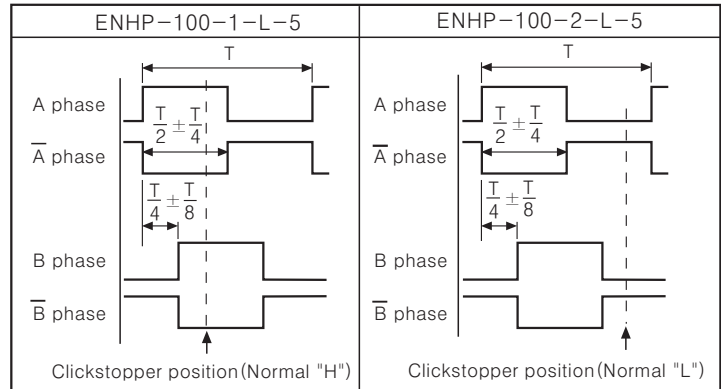 ENHP-100-1-L-5
T
A phase
T/2 ± T/4
A̅ phase
T/4 ± T/8
B phase
B̅ phase
Clickstopper position(Normal "H")
ENHP-100-2-L-5
T
A phase
T/2 ± T/4
A̅ phase
T/4 ± T/8
B phase
B̅ phase
Clickstopper position(Normal "L")